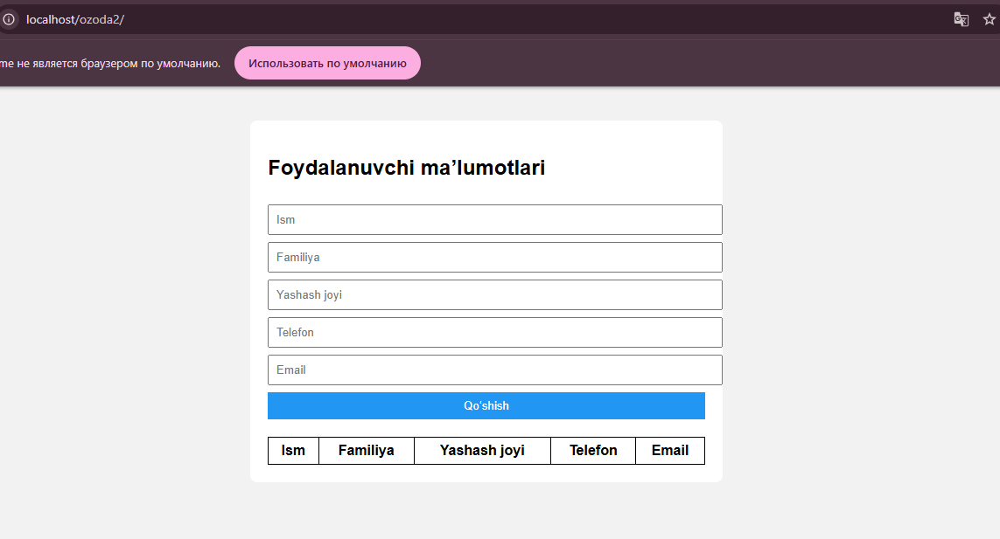 localhost/ozoda2/
me не является браузером по умолчанию. Использовать по умолчанию
Foydalanuvchi ma’lumotlari
Ism
Familiya
Yashash joyi
Telefon
Email
Qo‘shish
Ism Familiya Yashash joyi Telefon Email